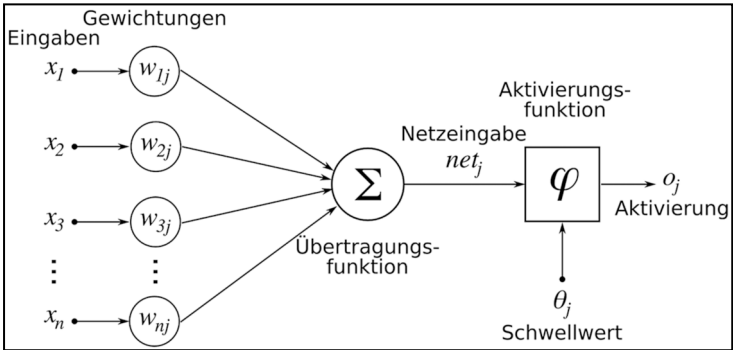 Gewichtungen
Eingaben
x₁
w₁ⱼ
x₂
w₂ⱼ
x₃
w₃ⱼ
⋮
⋮
xₙ
wₙⱼ
Σ
Übertragungs-
funktion
Netzeingabe
netⱼ
Aktivierungs-
funktion
φ
oⱼ
Aktivierung
θⱼ
Schwellwert